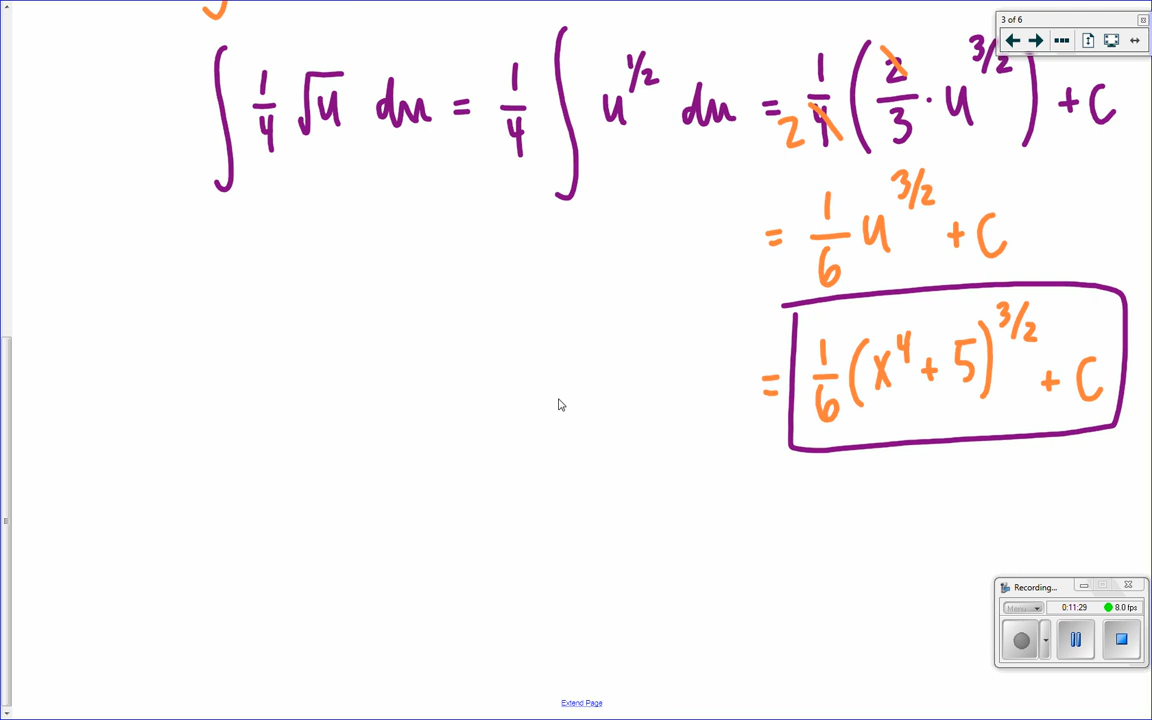 3 of 6
∫ 1/4 √u du = 1/4 ∫ u^1/2 du = 1/4 2 (2/3 · u^3/2) + C
= 1/6 u^3/2 + C
= 1/6 (x^4 + 5)^3/2 + C
Recording...
Menu
0:11:29
8.0 fps
Extend Page